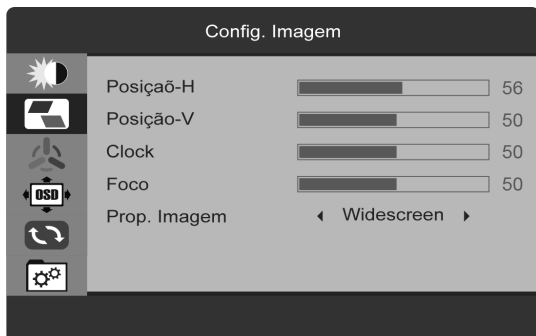 Config. Imagem
Posiçaõ-H 56
Posição-V 50
Clock 50
Foco 50
Prop. Imagem Widescreen
OSD